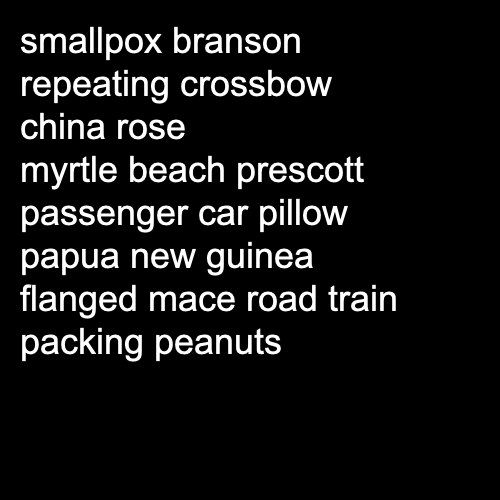 smallpox branson
repeating crossbow
china rose
myrtle beach prescott
passenger car pillow
papua new guinea
flanged mace road train
packing peanuts